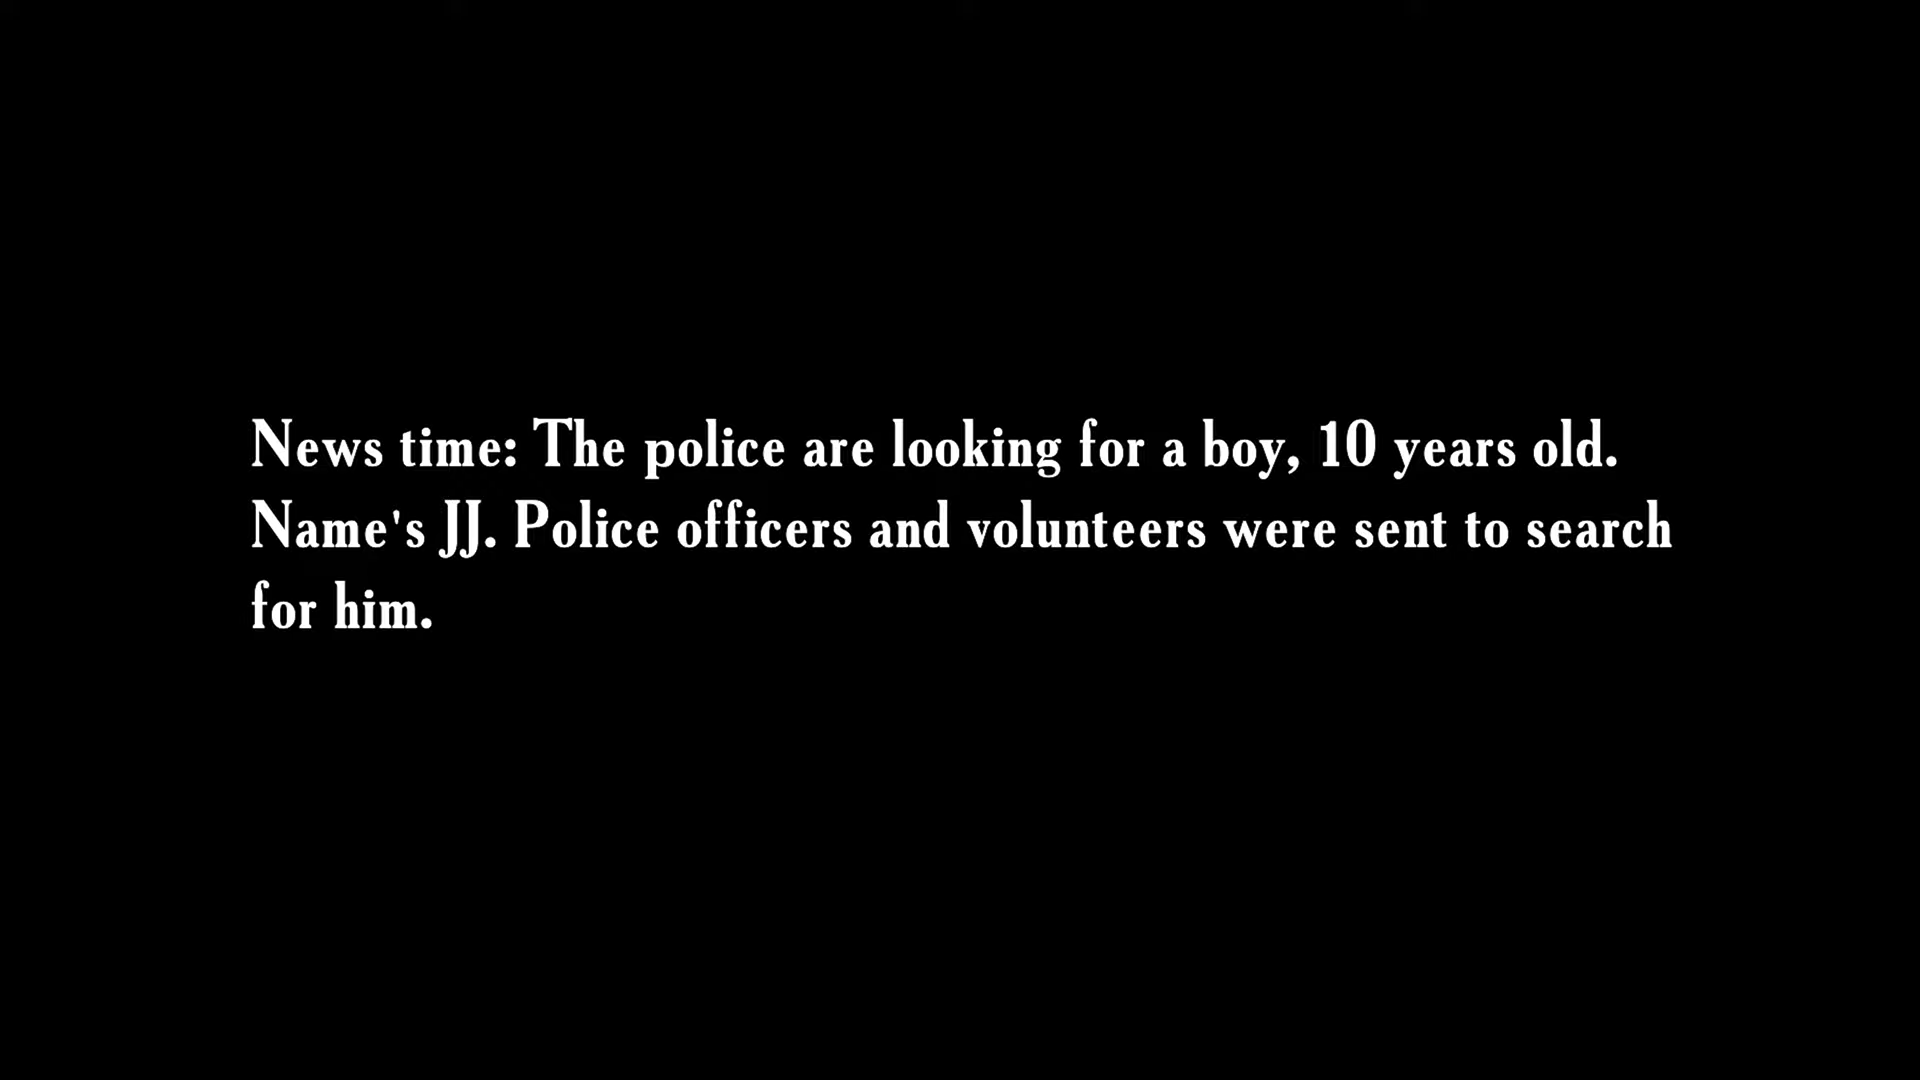 News time: The police are looking for a boy, 10 years old.
Name's JJ. Police officers and volunteers were sent to search
for him.